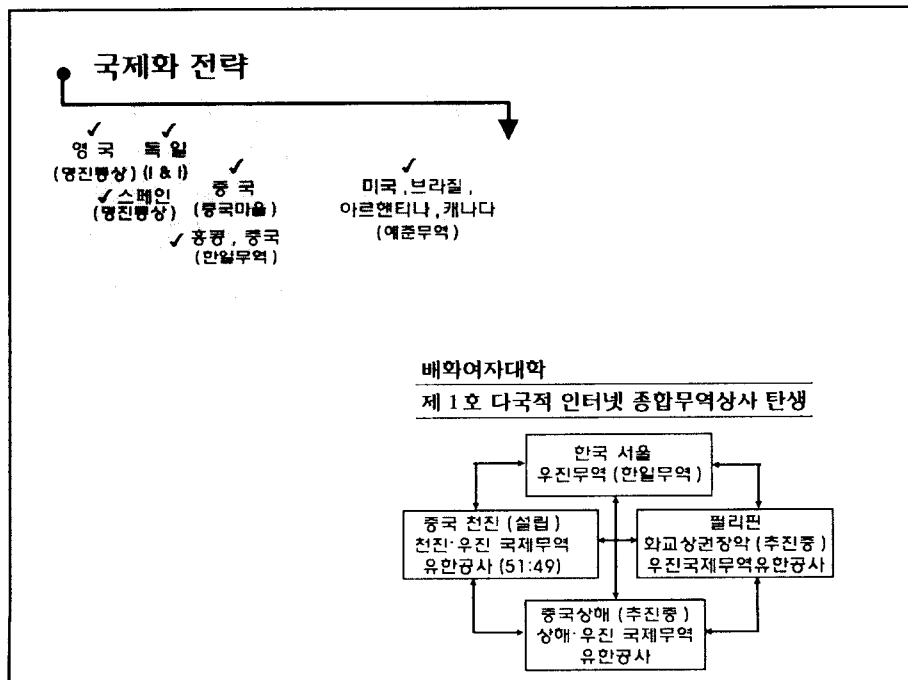 국제화 전략
영국 독일
(명진통상) (I & I)
스페인
(명진통상)
중국
(중국마을)
홍콩, 중국
(한일무역)
미국, 브라질,
아르헨티나, 캐나다
(예준무역)
배화여자대학
제 1호 다국적 인터넷 종합무역상사 탄생
한국 서울
우진무역 (한일무역)
중국 천진 (설립)
천진·우진 국제무역
유한공사 (51:49)
필리핀
화교상권장악 (추진중)
우진국제무역유한공사
중국상해 (추진중)
상해·우진 국제무역
유한공사